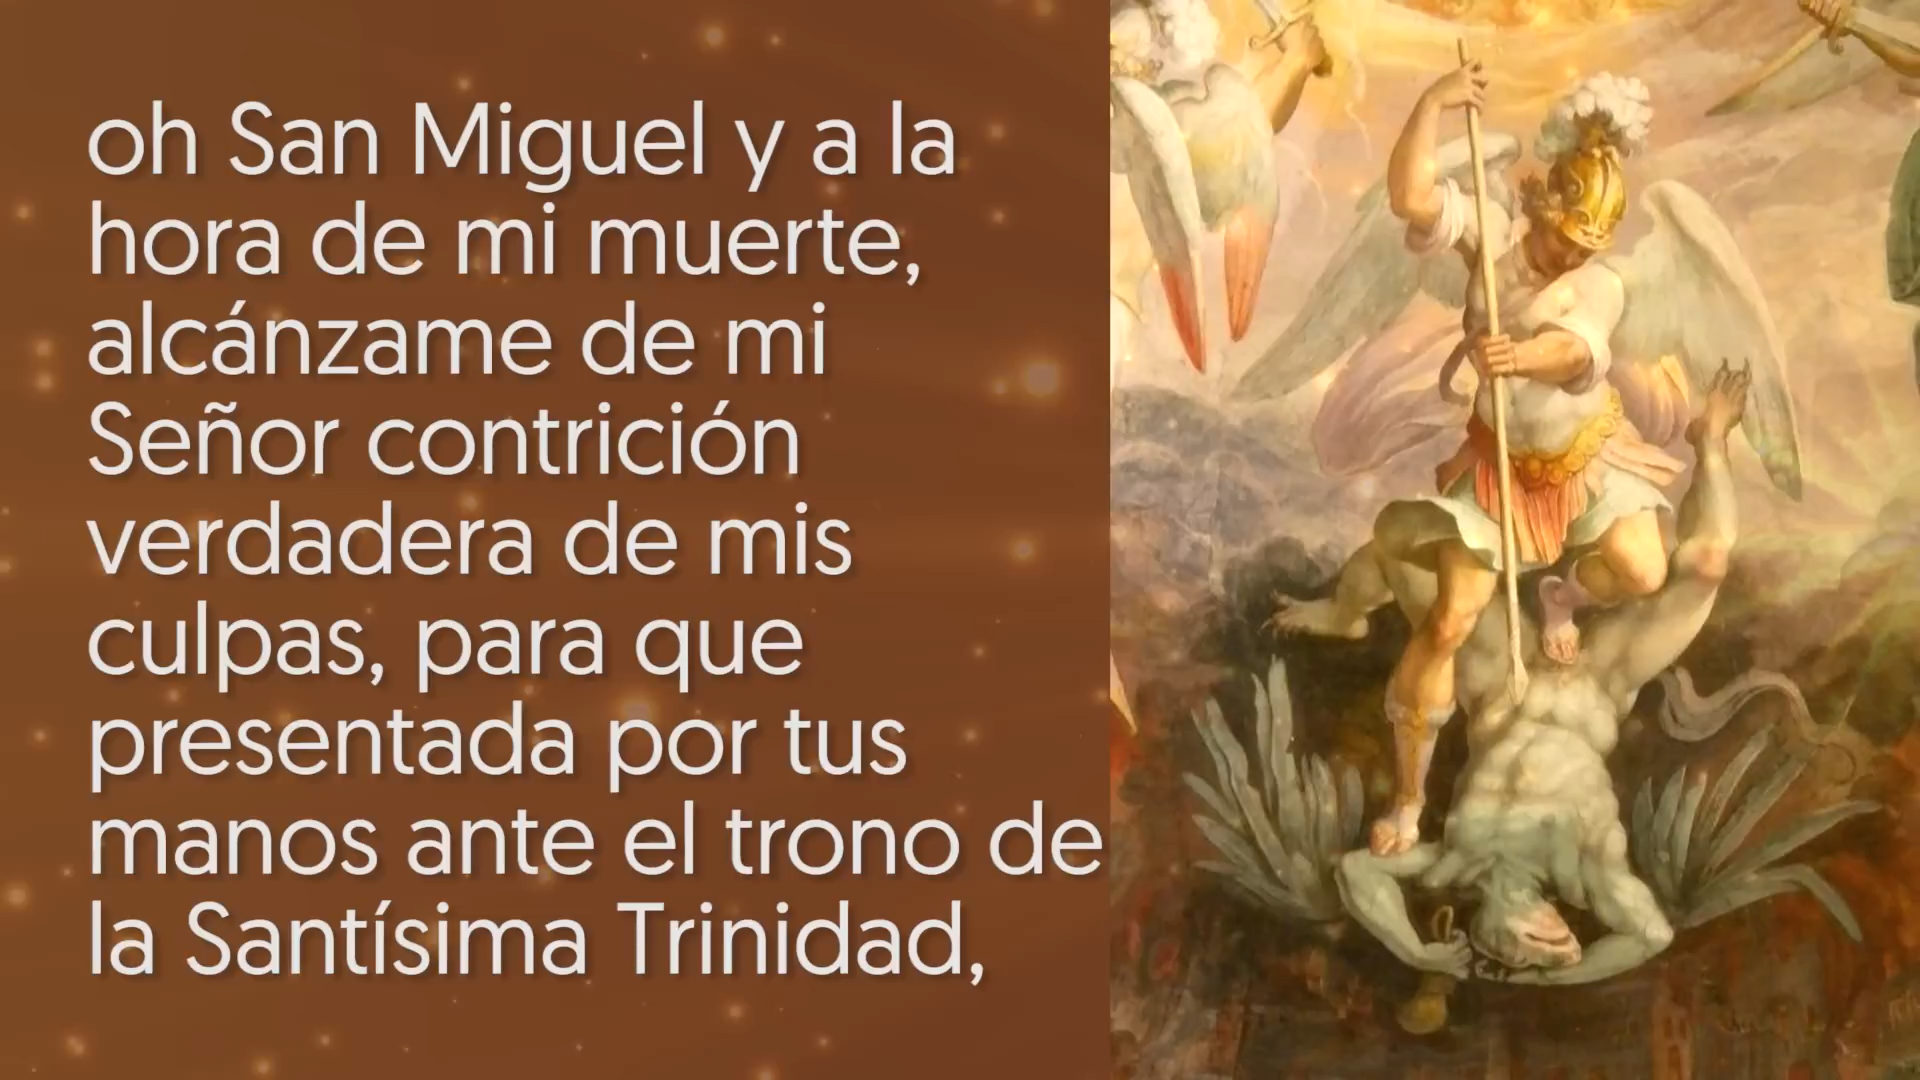 oh San Miguel y a la
hora de mi muerte,
alcánzame de mi
Señor contrición
verdadera de mis
culpas, para que
presentada por tus
manos ante el trono de
la Santísima Trinidad,